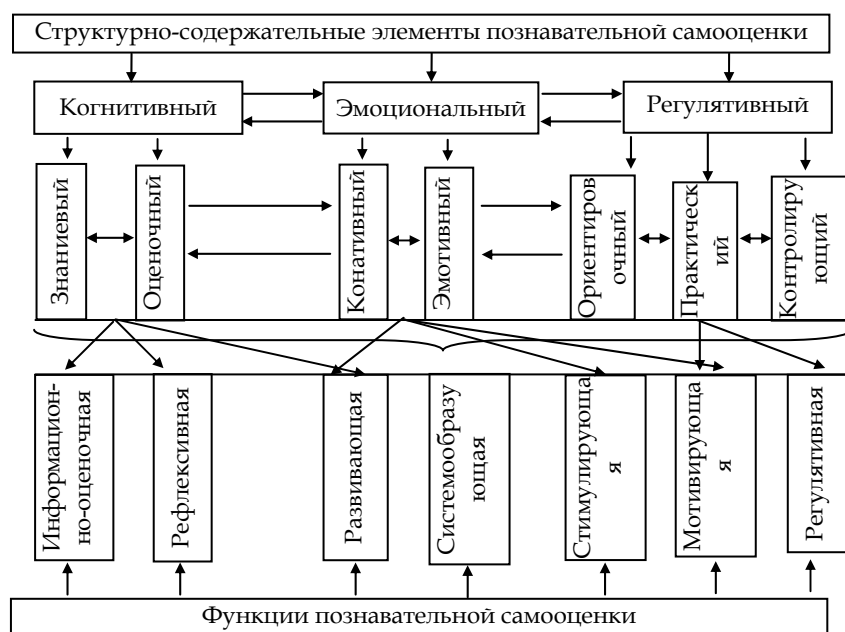 Структурно-содержательные элементы познавательной самооценки
Когнитивный
Эмоциональный
Регулятивный
Знаниевый
Оценочный
Конативный
Эмотивный
Ориентиров
очный
Практическ
ий
Контролиру
ющий
Информацион-
но-оценочная
Рефлексивная
Развивающая
Системообразу
ющая
Стимулирующа
я
Мотивирующа
я
Регулятивная
Функции познавательной самооценки